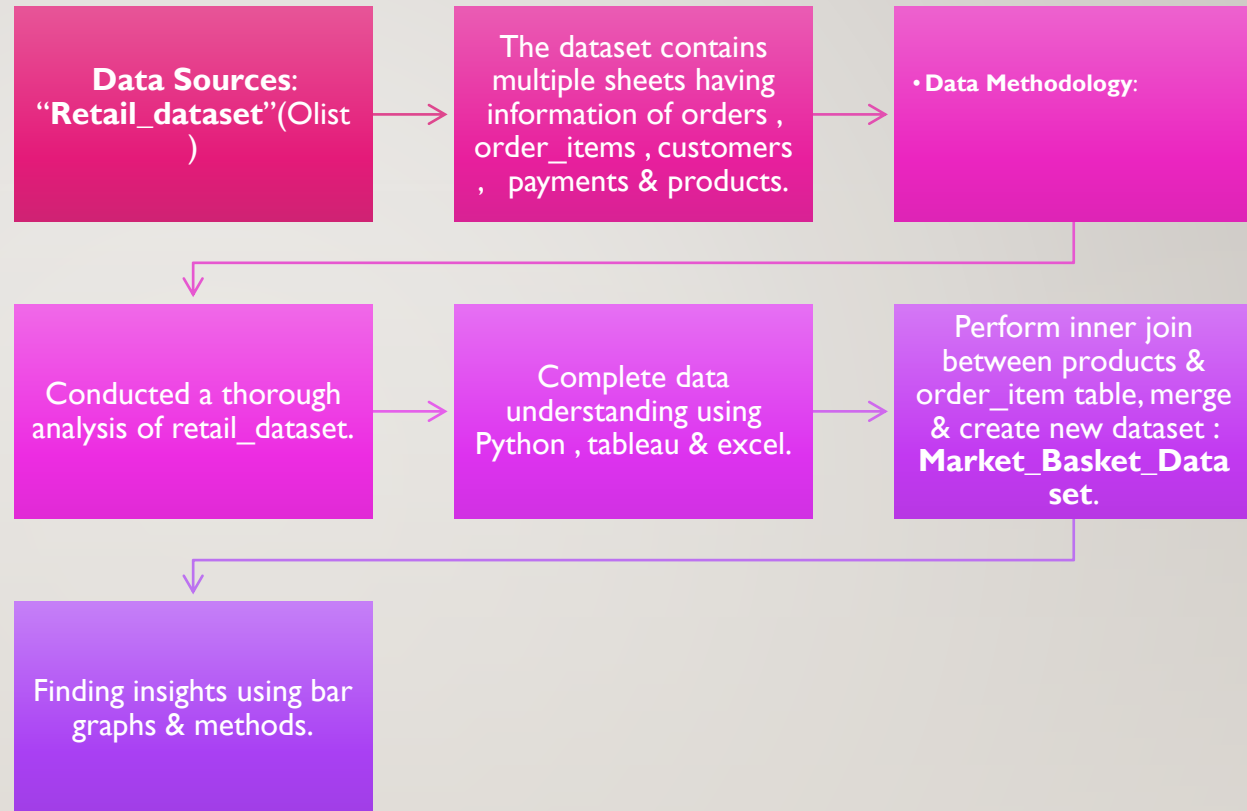 Data Sources:
“Retail_dataset”(Olist
)
The dataset contains
multiple sheets having
information of orders ,
order_items , customers
, payments & products.
• Data Methodology:
Conducted a thorough
analysis of retail_dataset.
Complete data
understanding using
Python , tableau & excel.
Perform inner join
between products &
order_item table, merge
& create new dataset :
Market_Basket_Data
set.
Finding insights using bar
graphs & methods.